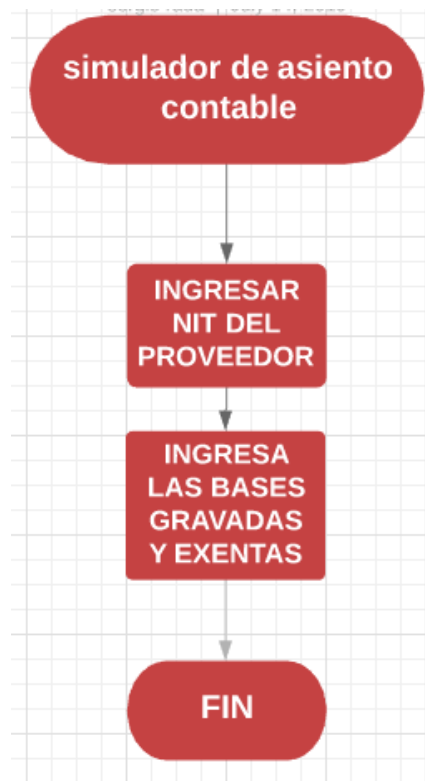 simulador de asiento
contable
INGRESAR
NIT DEL
PROVEEDOR
INGRESA
LAS BASES
GRAVADAS
Y EXENTAS
FIN